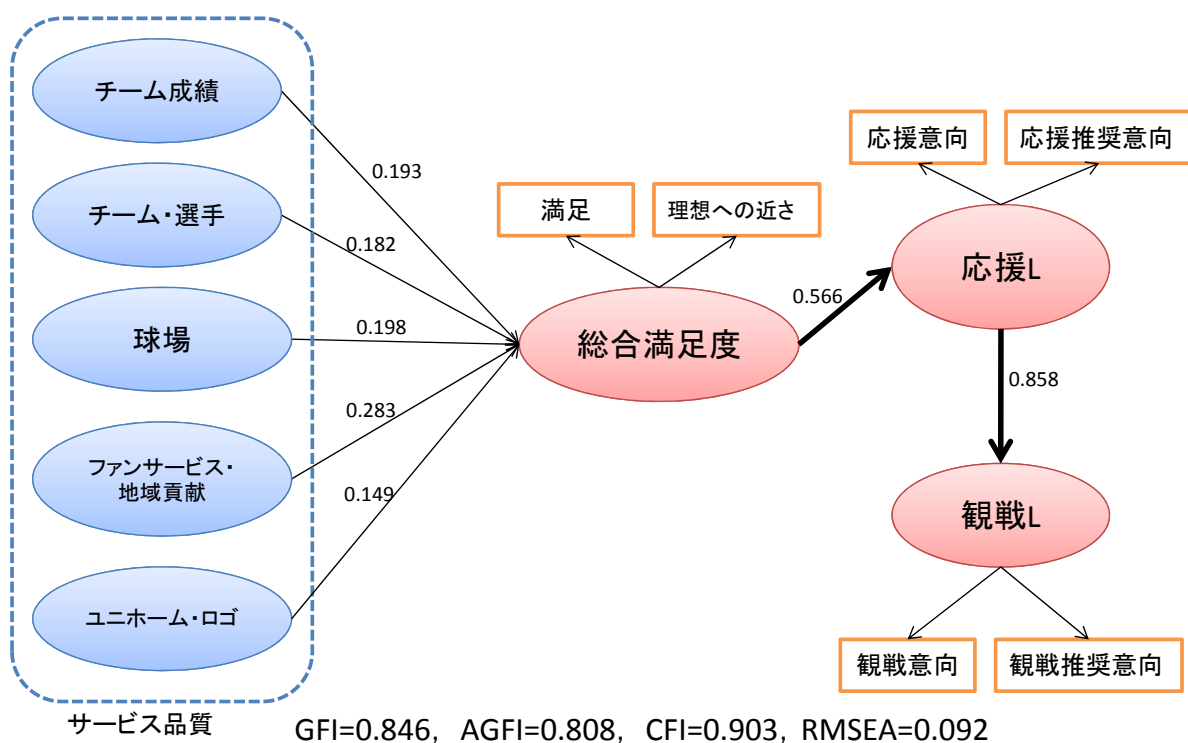 チーム成績
チーム・選手
球場
ファンサービス・
地域貢献
ユニホーム・ロゴ
サービス品質
0.193
0.182
0.198
0.283
0.149
満足
理想への近さ
総合満足度
0.566
応援意向
応援推奨意向
応援L
0.858
観戦L
観戦意向
観戦推奨意向
GFI=0.846, AGFI=0.808, CFI=0.903, RMSEA=0.092